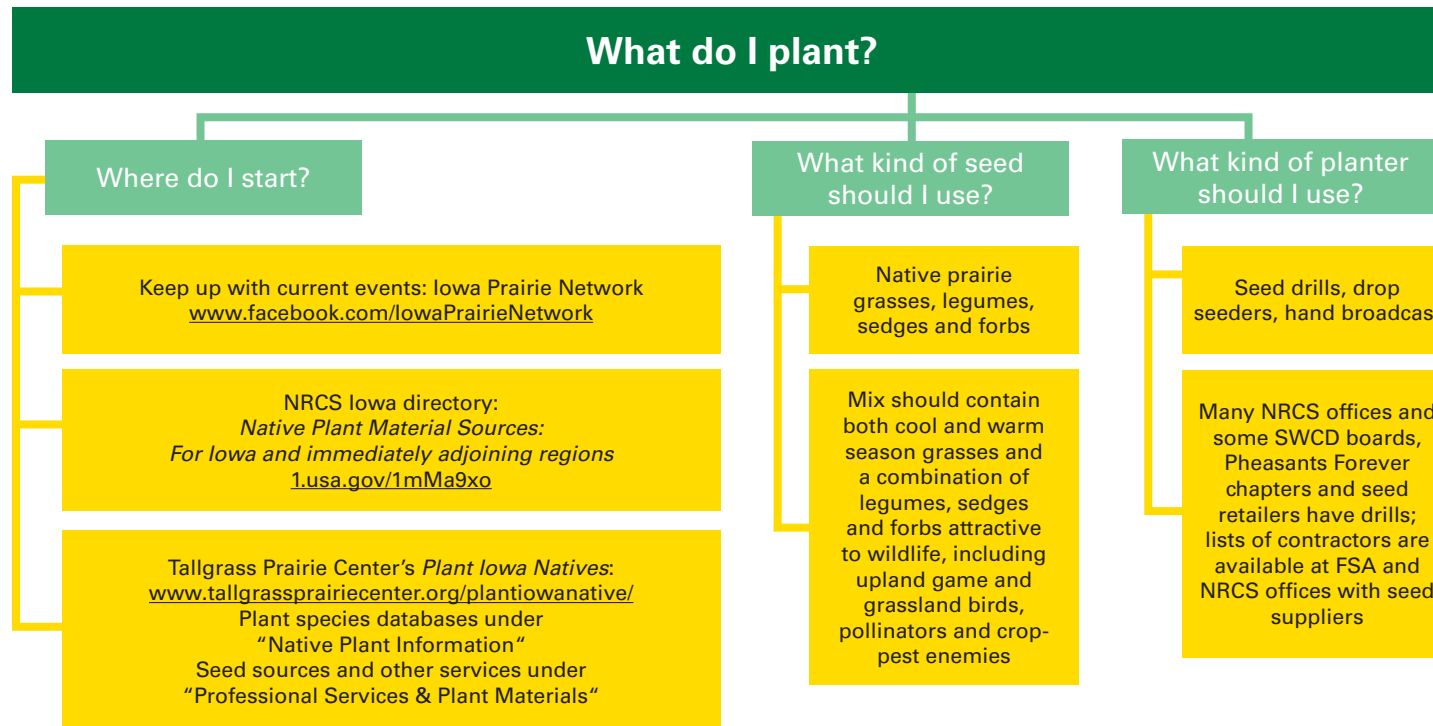 What do I plant?
Where do I start?
Keep up with current events: Iowa Prairie Network
www.facebook.com/IowaPrairieNetwork
NRCS Iowa directory:
Native Plant Material Sources:
For Iowa and immediately adjoining regions
1.usa.gov/1mMa9xo
Tallgrass Prairie Center's Plant Iowa Natives:
www.tallgrassprairiecenter.org/plantiowanative/
Plant species databases under
“Native Plant Information“
Seed sources and other services under
“Professional Services & Plant Materials“
What kind of seed
should I use?
Native prairie
grasses, legumes,
sedges and forbs
Mix should contain
both cool and warm
season grasses and
a combination of
legumes, sedges
and forbs attractive
to wildlife, including
upland game and
grassland birds,
pollinators and crop-
pest enemies
What kind of planter
should I use?
Seed drills, drop
seeders, hand broadcas
Many NRCS offices and
some SWCD boards,
Pheasants Forever
chapters and seed
retailers have drills;
lists of contractors are
available at FSA and
NRCS offices with seed
suppliers